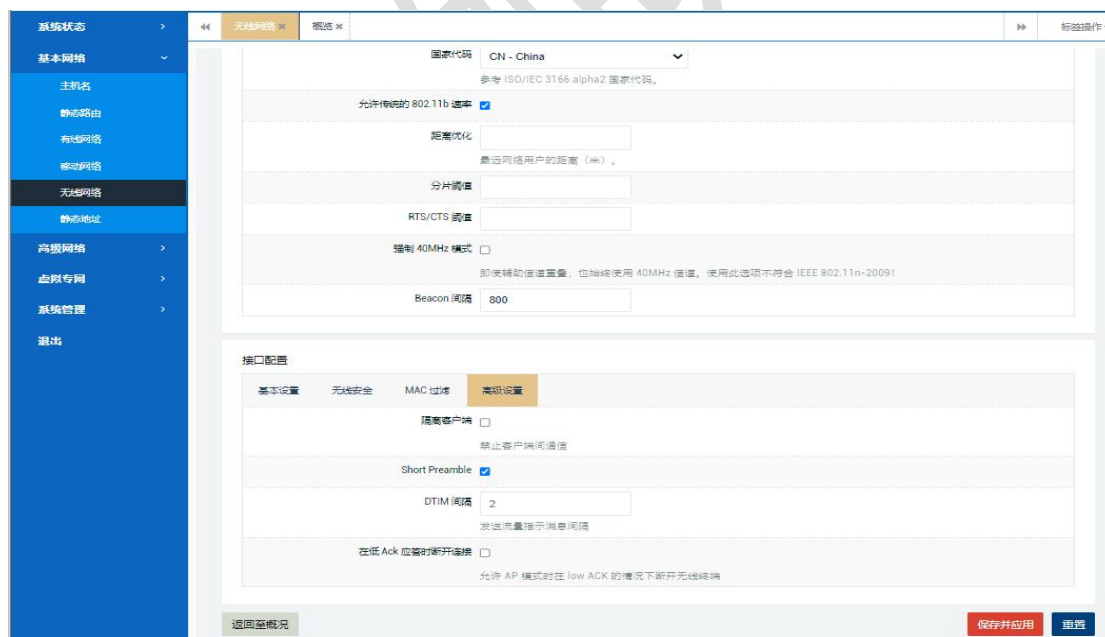 系统状态
基本网络
主机名
静态路由
有线网络
移动网络
无线网络
静态地址
高级网络
虚拟专网
系统管理
退出
无线网络 × 概览 × 标签操作
国家代码 CN - China
参考 ISO/IEC 3166 alpha2 国家代码。
允许传统的 802.11b 速率
距离优化
最远网络用户的距离（米）。
分片阈值
RTS/CTS 阈值
强制 40MHz 模式
即使辅助信道重叠，也始终使用 40MHz 信道。使用此选项不符合 IEEE 802.11n-2009!
Beacon 间隔 800
接口配置
基本设置 无线安全 MAC 过滤 高级设置
隔离客户端
禁止客户端间通信
Short Preamble
DTIM 间隔 2
发送流量指示消息间隔
在低 Ack 应答时断开连接
允许 AP 模式时在 low ACK 的情况下断开无线终端
返回至概况 保存并应用 重置